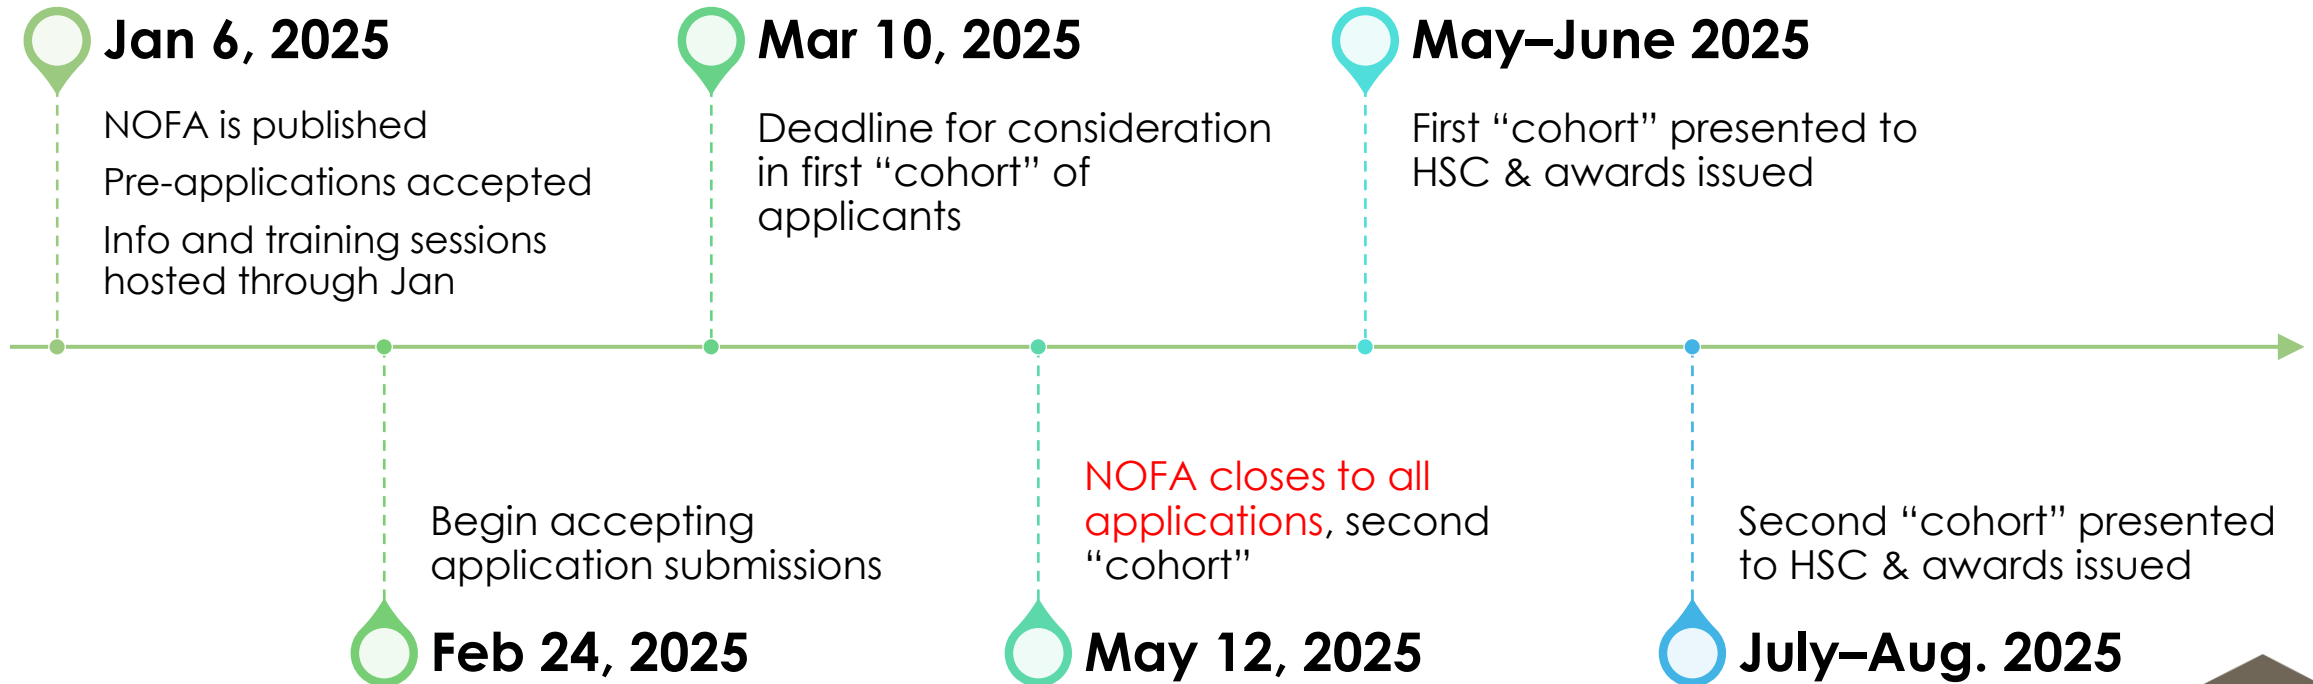 Jan 6, 2025
NOFA is published
Pre-applications accepted
Info and training sessions
hosted through Jan
Begin accepting
application submissions
Feb 24, 2025
Mar 10, 2025
Deadline for consideration
in first “cohort” of
applicants
NOFA closes to all
applications, second
“cohort”
May 12, 2025
May–June 2025
First “cohort” presented to
HSC & awards issued
Second “cohort” presented
to HSC & awards issued
July–Aug. 2025